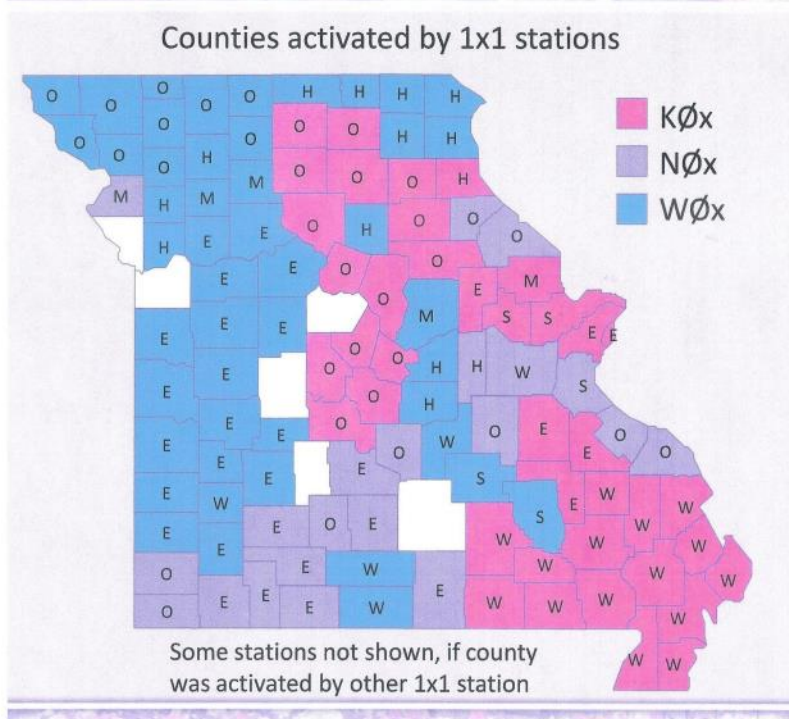 Counties activated by 1x1 stations
KØx
NØx
WØx
O O O O O H H H H
O O O O O O H H
O O H O O O H
M H M M
H E E O H O O O
E E O O
O E M
E E E M S S E E
O O
E O H H W S
E O H
E E O W O E O
E E E E O S E O
E W S E W W W
E E O E W W W
O E E W W W W
O E E E W E W W W W
W W
Some stations not shown, if county
was activated by other 1x1 station